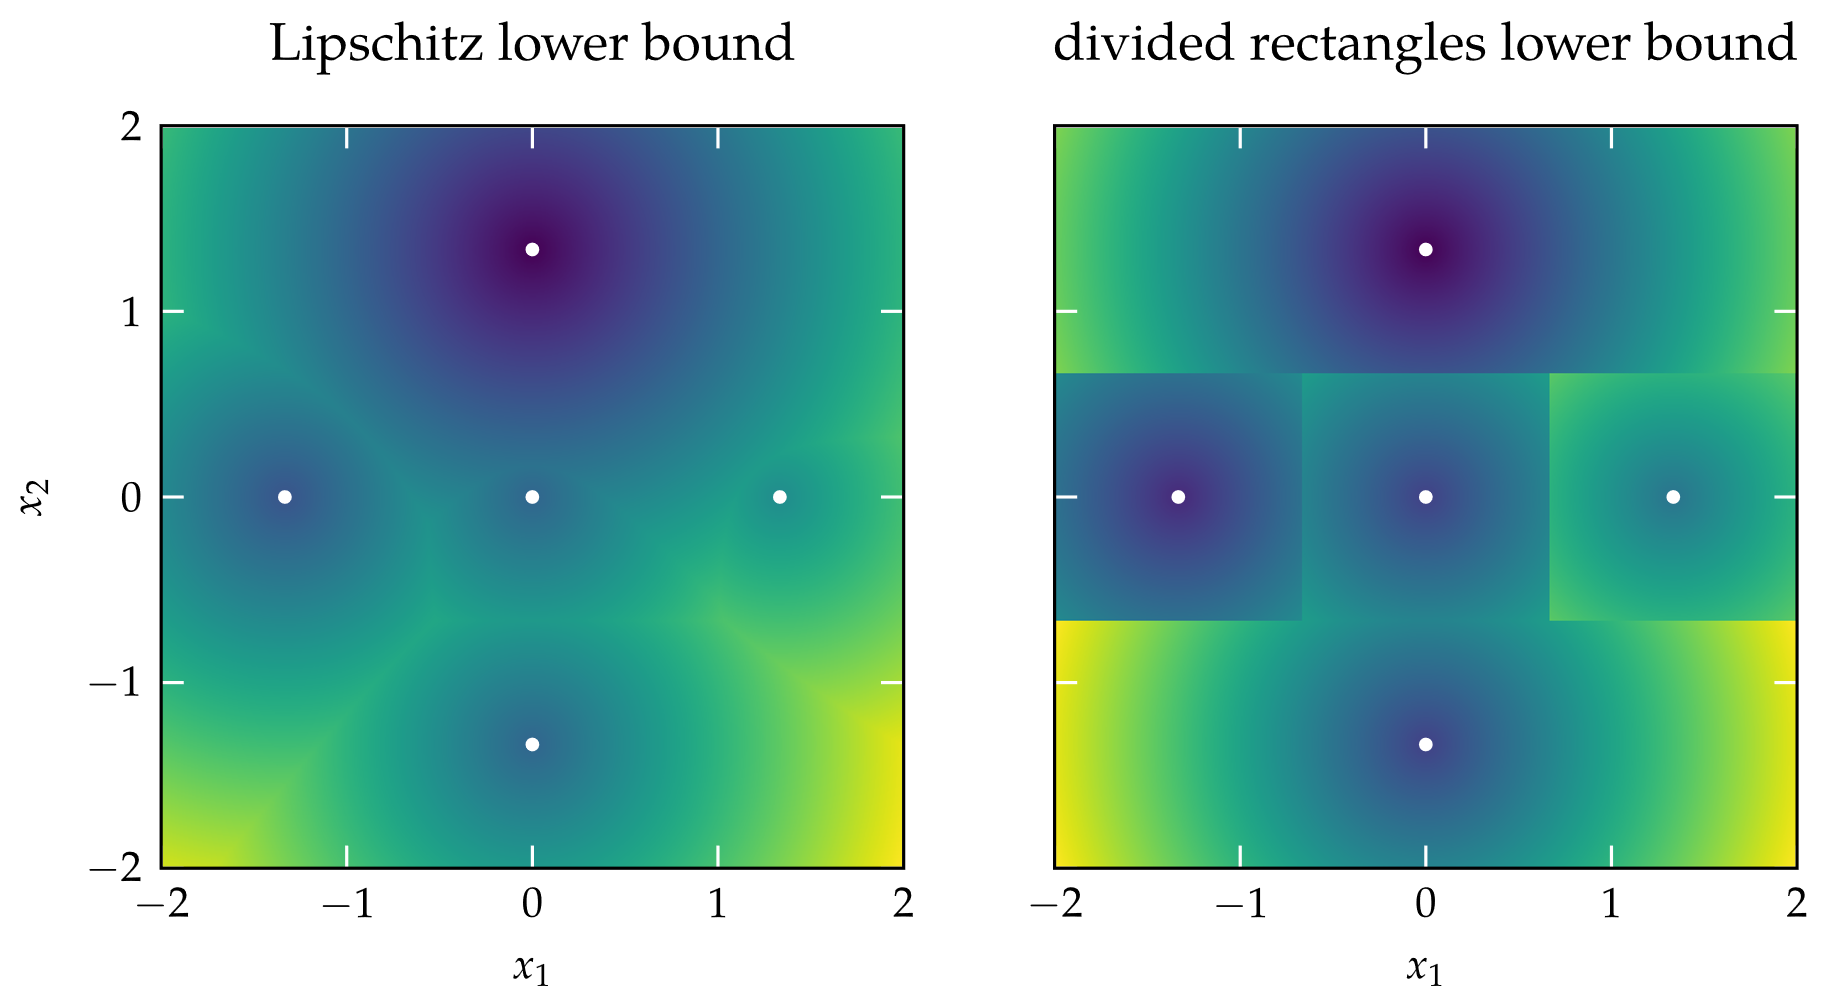 Lipschitz lower bound
divided rectangles lower bound
2
1
0
−1
−2
x₂
−2 −1 0 1 2
−2 −1 0 1 2
x₁
x₁